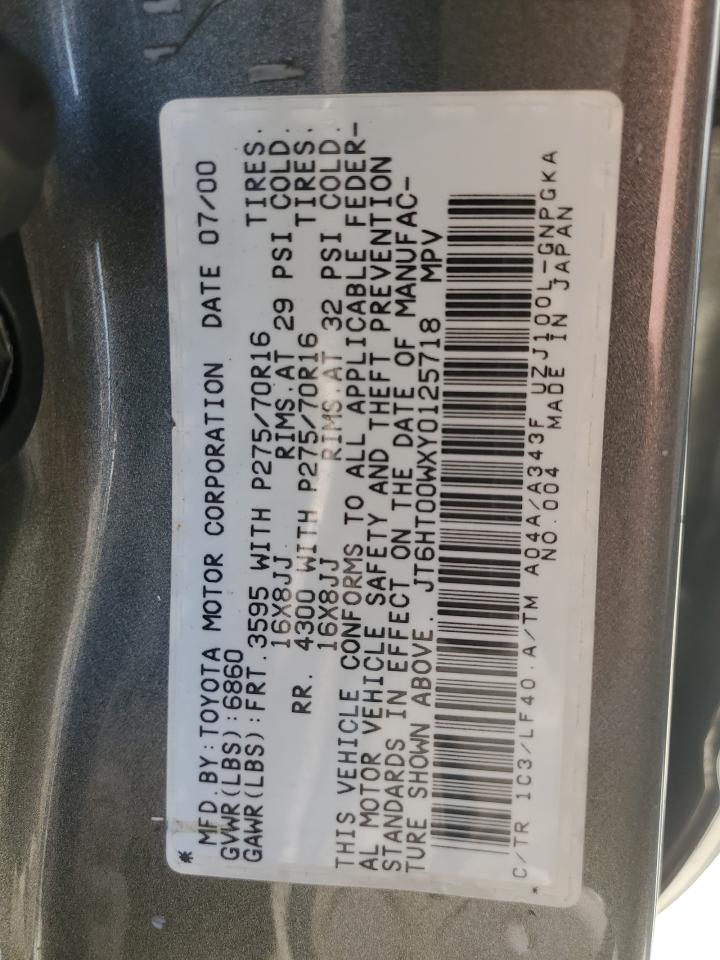 MFD.BY:TOYOTA MOTOR CORPORATION DATE 07/00
GVWR(LBS):6860
GAWR(LBS):FRT.3595 WITH P275/70R16 TIRES.
16X8JJ RIMS.AT 29 PSI COLD.
RR. 4300 WITH P275/70R16 TIRES.
16X8JJ RIMS.AT 32 PSI COLD.
THIS VEHICLE CONFORMS TO ALL APPLICABLE FEDER-
AL MOTOR VEHICLE SAFETY AND THEFT PREVENTION
STANDARDS IN EFFECT ON THE DATE OF MANUFAC-
TURE SHOWN ABOVE. JT6HT00WXY0125718 MPV
C/TR 1C3/LF40.A/TM A04A/A343F UZJ100L-GNPGKA
NO.004 MADE IN JAPAN